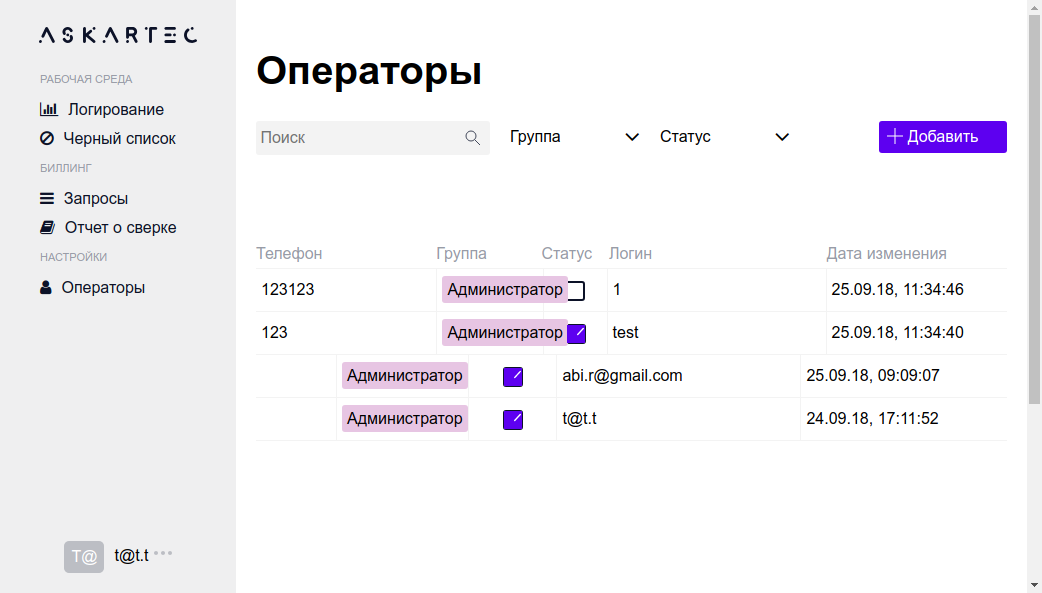 ASKARTEC
РАБОЧАЯ СРЕДА
Логирование
Черный список
БИЛЛИНГ
Запросы
Отчет о сверке
НАСТРОЙКИ
Операторы
T@ t@t.t
Операторы
Поиск Группа Статус Добавить
Телефон Группа Статус Логин Дата изменения
123123 Администратор 1 25.09.18, 11:34:46
123 Администратор test 25.09.18, 11:34:40
Администратор abi.r@gmail.com 25.09.18, 09:09:07
Администратор t@t.t 24.09.18, 17:11:52